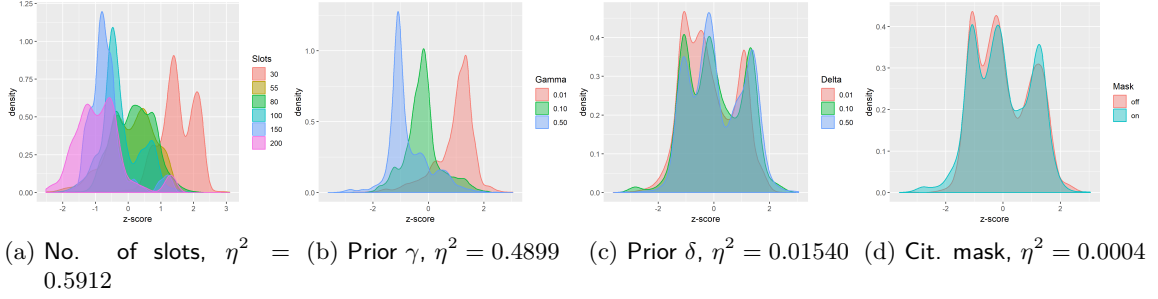 1.25
1.00
0.75
0.50
0.25
0.00
density
-2
-1
0
1
2
3
z-score
Slots
30
55
80
100
150
200
1.0
0.5
0.0
density
-2
0
2
z-score
Gamma
0.01
0.10
0.50
0.4
0.3
0.2
0.1
0.0
density
-2
0
2
z-score
Delta
0.01
0.10
0.50
0.4
0.3
0.2
0.1
0.0
density
-2
0
2
z-score
Mask
off
on
(a) No. of slots, η² =
0.5912
(b) Prior γ, η² = 0.4899
(c) Prior δ, η² = 0.01540
(d) Cit. mask, η² = 0.0004